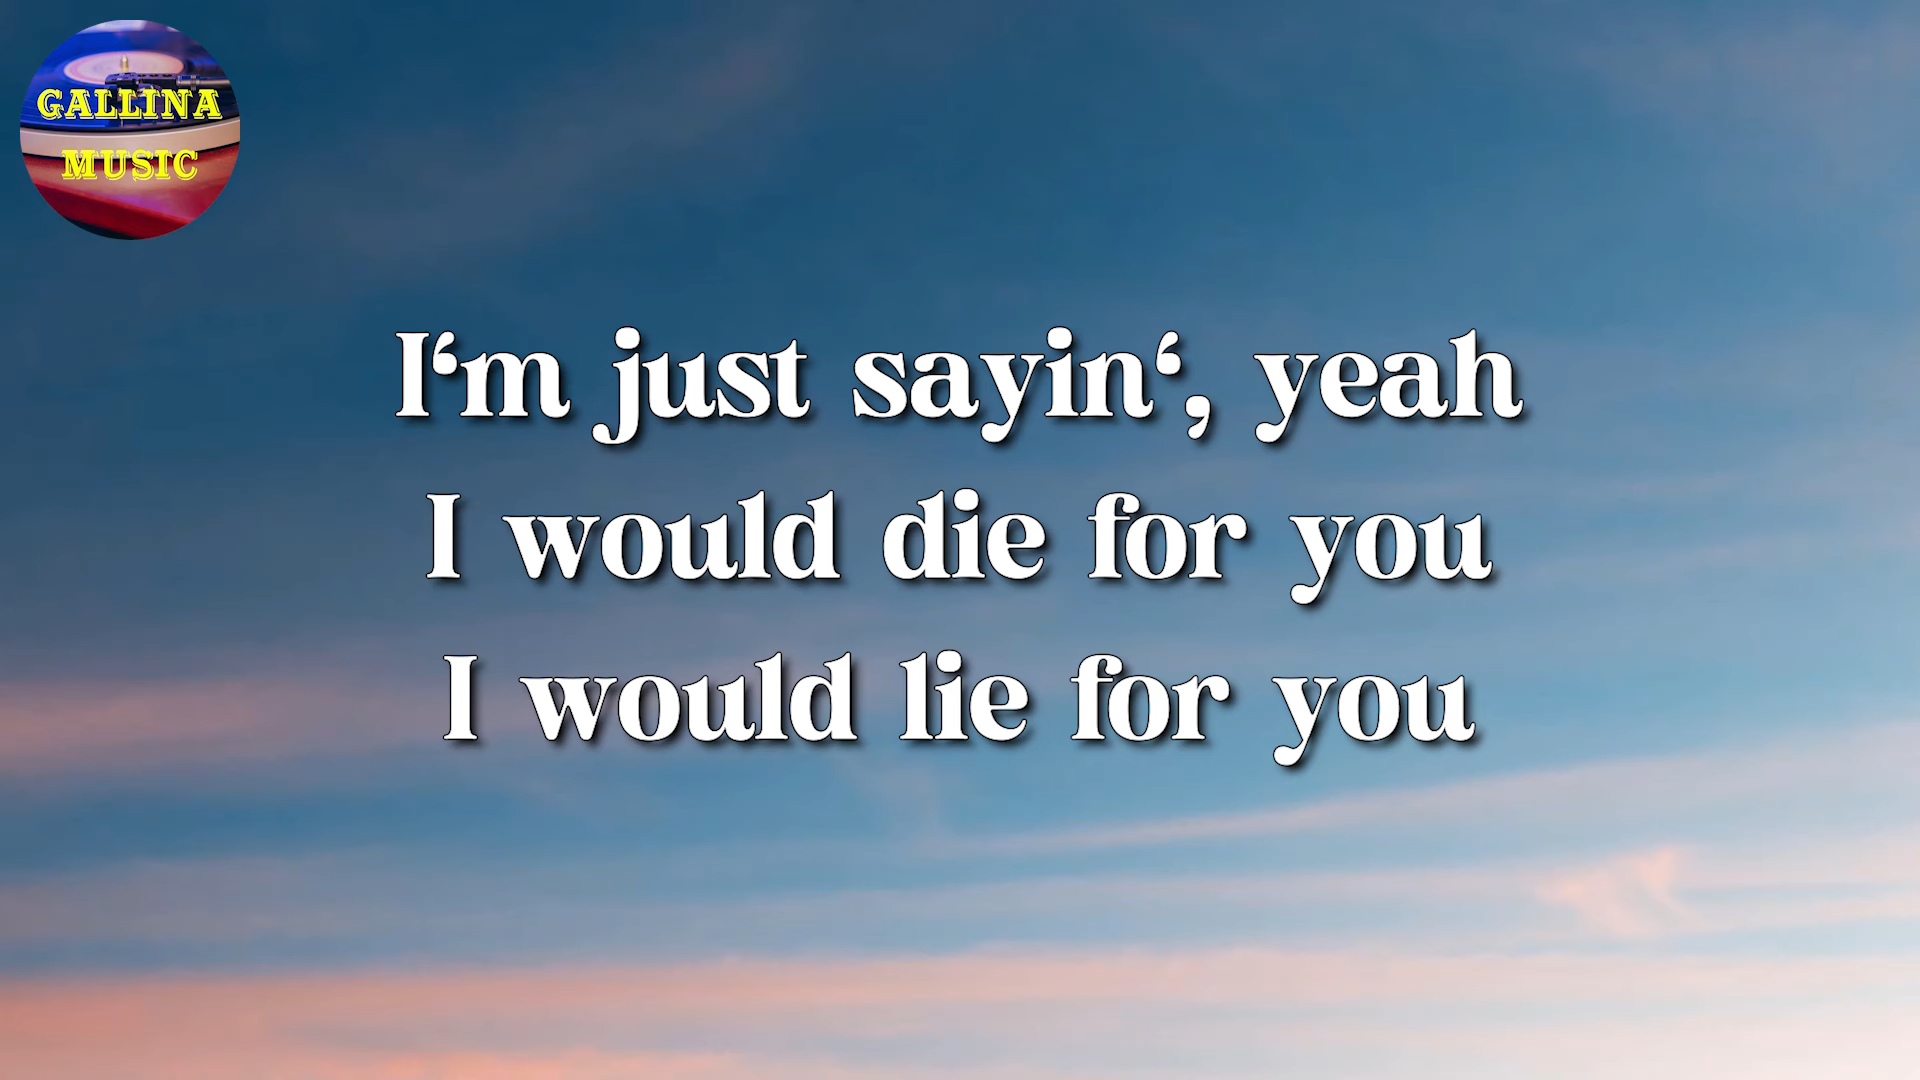 GALLINA
MUSIC
I‘m just sayin‘, yeah
I would die for you
I would lie for you